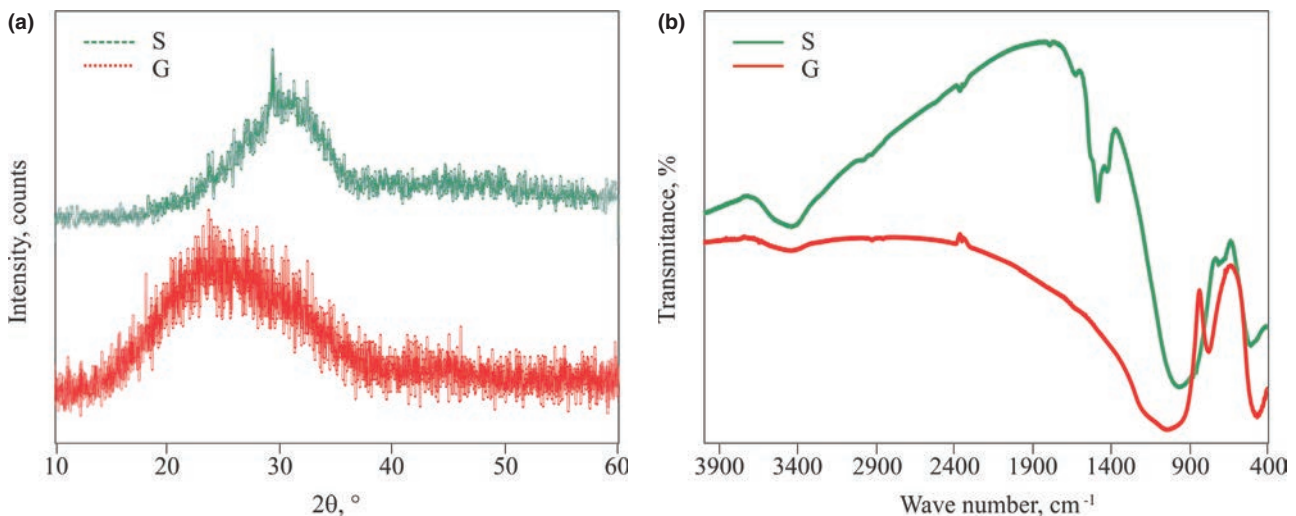 (a)
S
G
Intensity, counts
10 20 30 40 50 60
2θ, °
(b)
S
G
Transmitance, %
3900 3400 2900 2400 1900 1400 900 400
Wave number, cm⁻¹